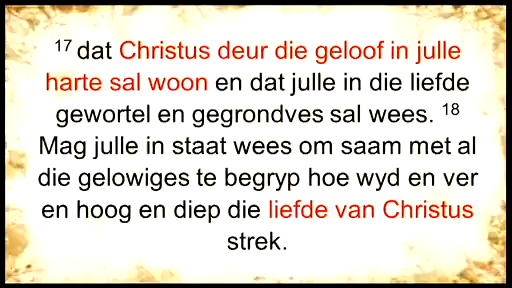 17 dat Christus deur die geloof in julle
harte sal woon en dat julle in die liefde
gewortel en gegrondves sal wees. 18
Mag julle in staat wees om saam met al
die gelowiges te begryp hoe wyd en ver
en hoog en diep die liefde van Christus
strek.